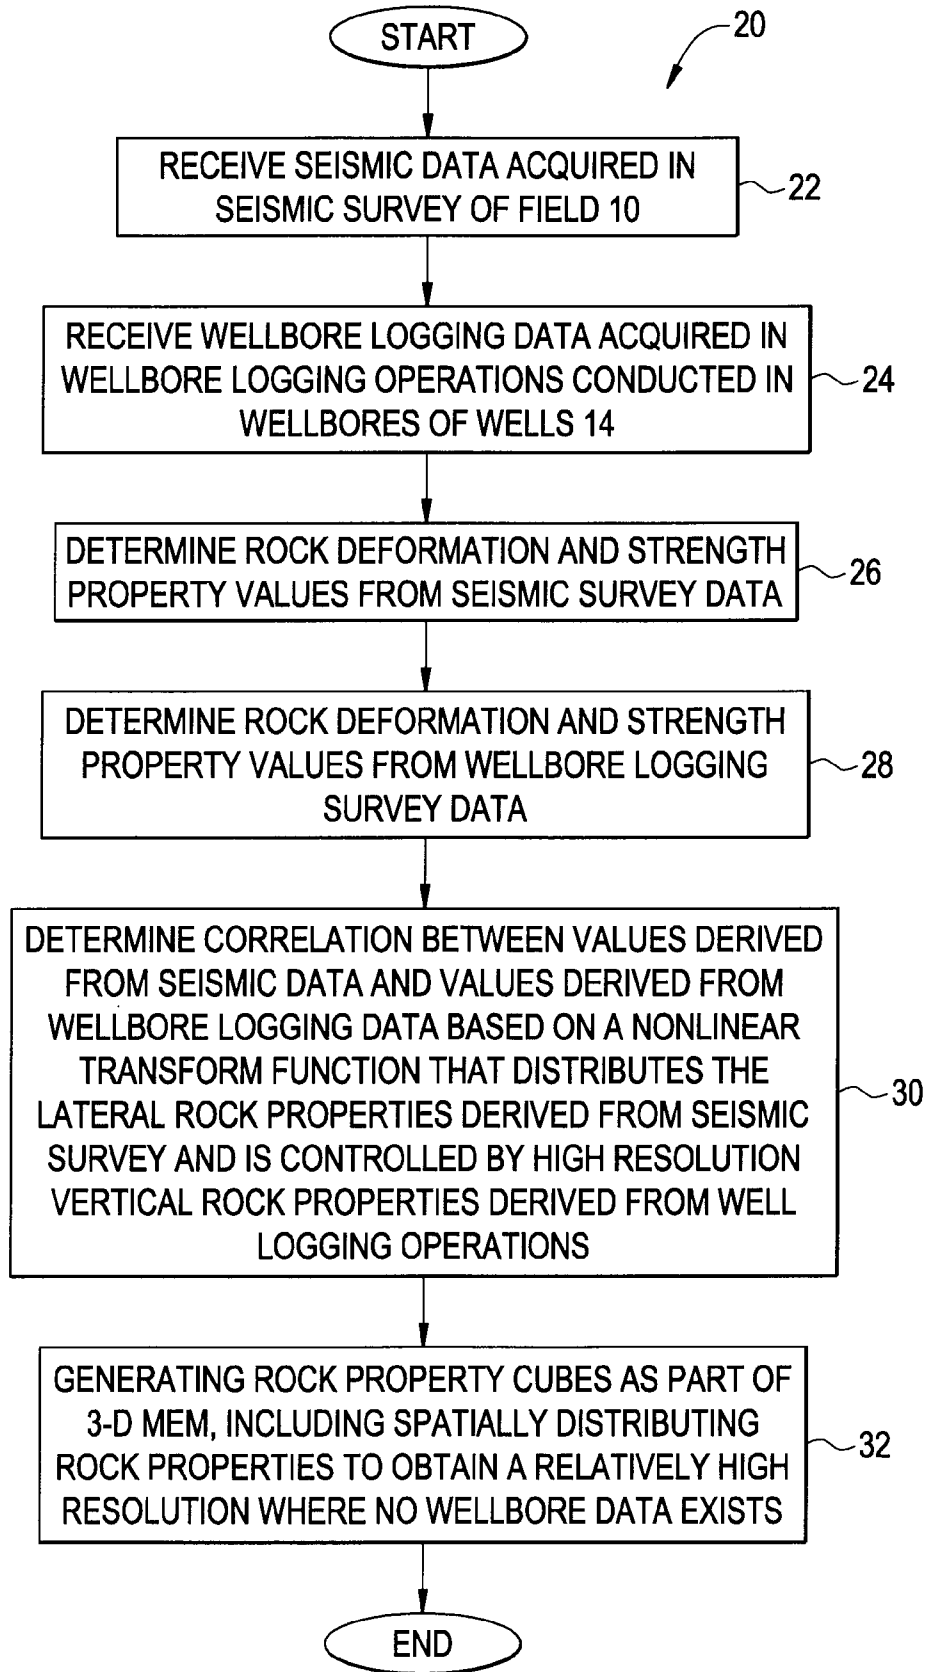 START
20
RECEIVE SEISMIC DATA ACQUIRED IN
SEISMIC SURVEY OF FIELD 10
22
RECEIVE WELLBORE LOGGING DATA ACQUIRED IN
WELLBORE LOGGING OPERATIONS CONDUCTED IN
WELLBORES OF WELLS 14
24
DETERMINE ROCK DEFORMATION AND STRENGTH
PROPERTY VALUES FROM SEISMIC SURVEY DATA
26
DETERMINE ROCK DEFORMATION AND STRENGTH
PROPERTY VALUES FROM WELLBORE LOGGING
SURVEY DATA
28
DETERMINE CORRELATION BETWEEN VALUES DERIVED
FROM SEISMIC DATA AND VALUES DERIVED FROM
WELLBORE LOGGING DATA BASED ON A NONLINEAR
TRANSFORM FUNCTION THAT DISTRIBUTES THE
LATERAL ROCK PROPERTIES DERIVED FROM SEISMIC
SURVEY AND IS CONTROLLED BY HIGH RESOLUTION
VERTICAL ROCK PROPERTIES DERIVED FROM WELL
LOGGING OPERATIONS
30
GENERATING ROCK PROPERTY CUBES AS PART OF
3-D MEM, INCLUDING SPATIALLY DISTRIBUTING
ROCK PROPERTIES TO OBTAIN A RELATIVELY HIGH
RESOLUTION WHERE NO WELLBORE DATA EXISTS
32
END